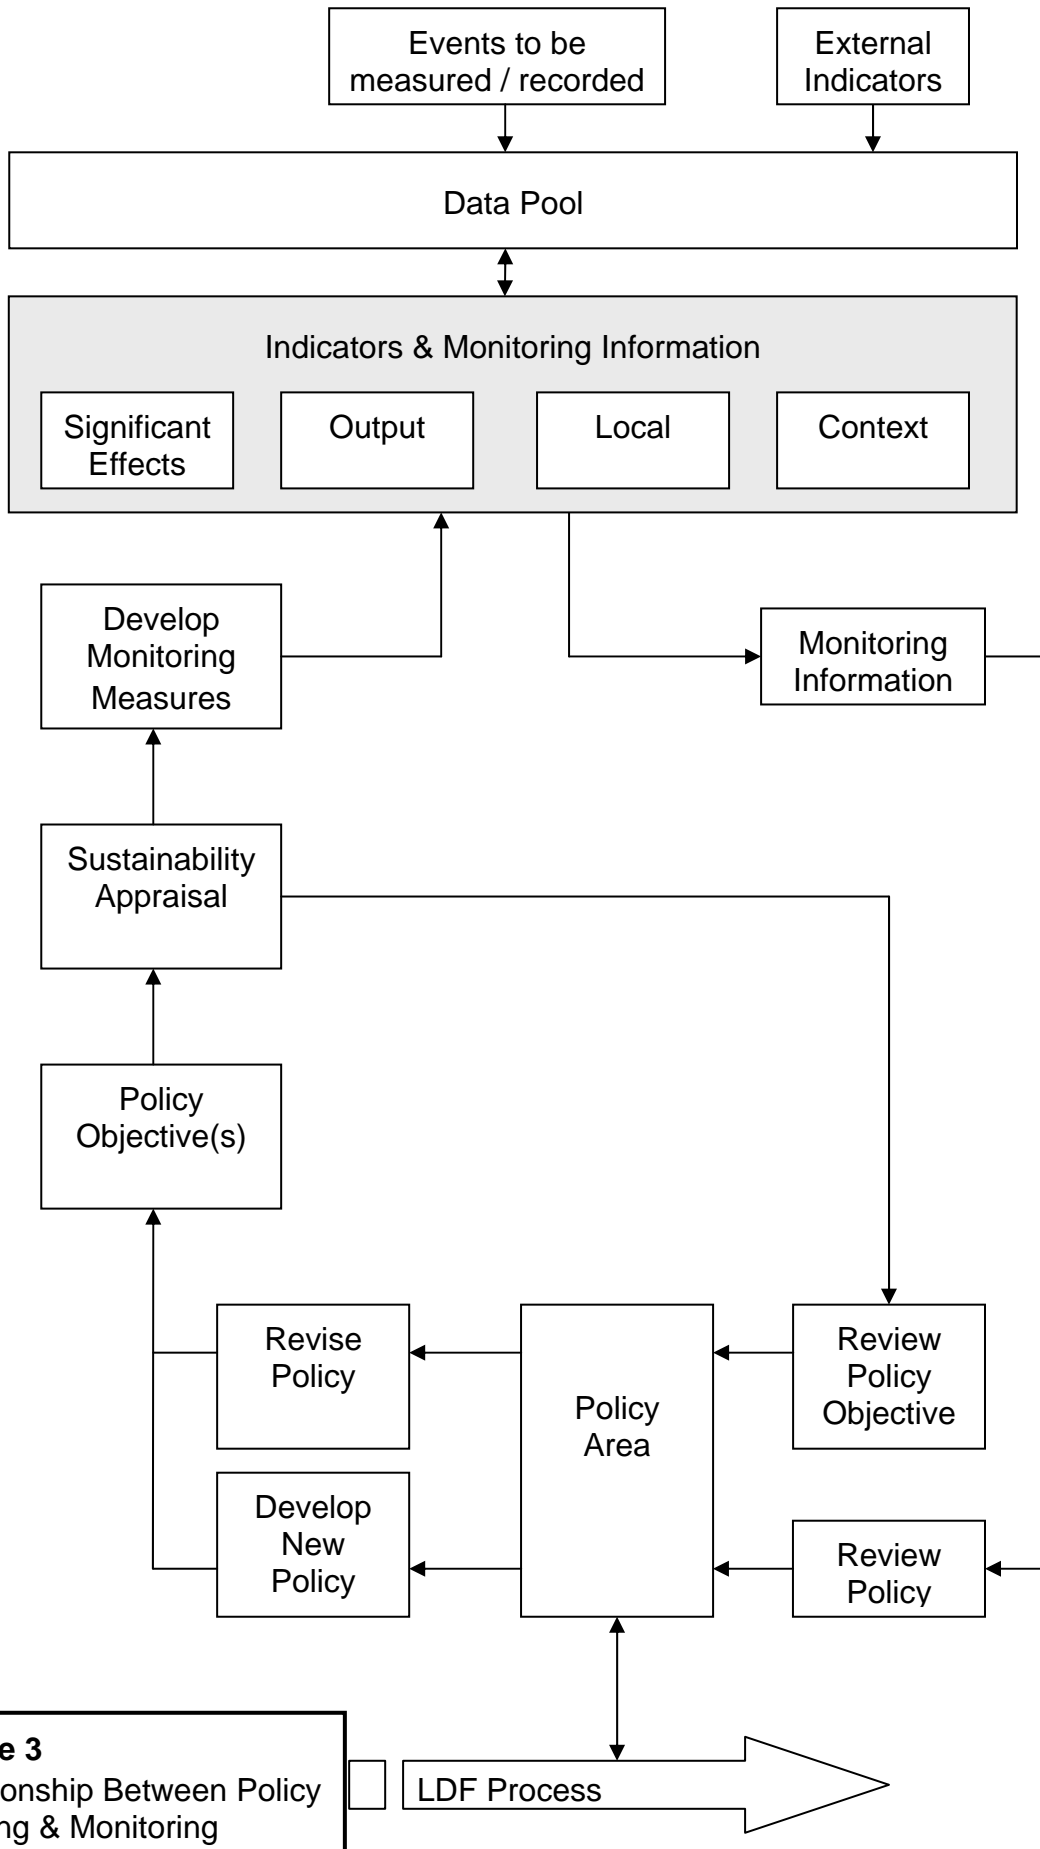 Events to be
measured / recorded
External
Indicators
Data Pool
Indicators & Monitoring Information
Significant
Effects
Output
Local
Context
Develop
Monitoring
Measures
Monitoring
Information
Sustainability
Appraisal
Policy
Objective(s)
Revise
Policy
Policy
Area
Review
Policy
Objective
Develop
New
Policy
Review
Policy
e 3
onship Between Policy
ng & Monitoring
LDF Process